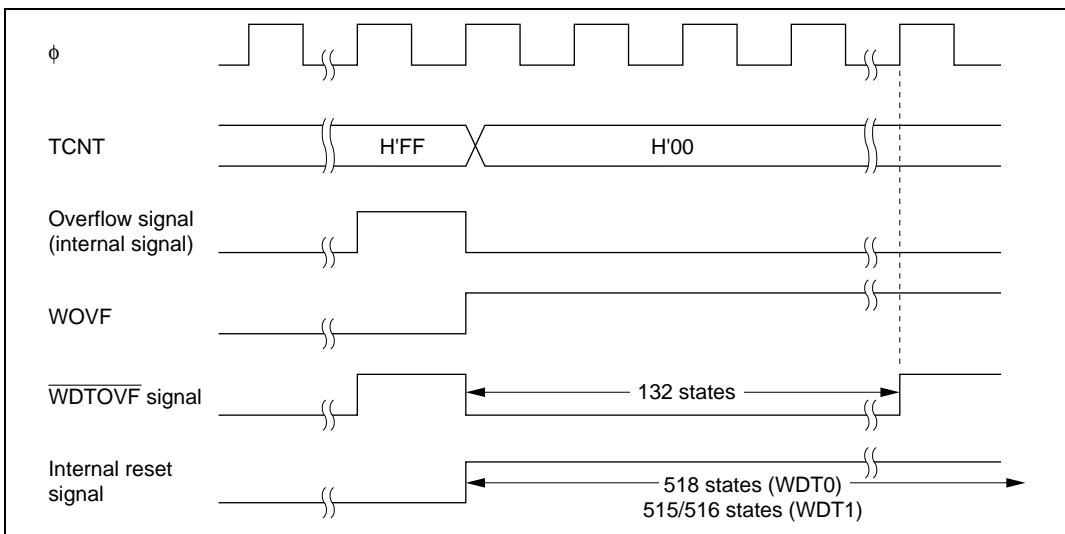 ϕ
TCNT
H'FF
H'00
Overflow signal
(internal signal)
WOVF
WDTOVF signal
132 states
Internal reset
signal
518 states (WDT0)
515/516 states (WDT1)